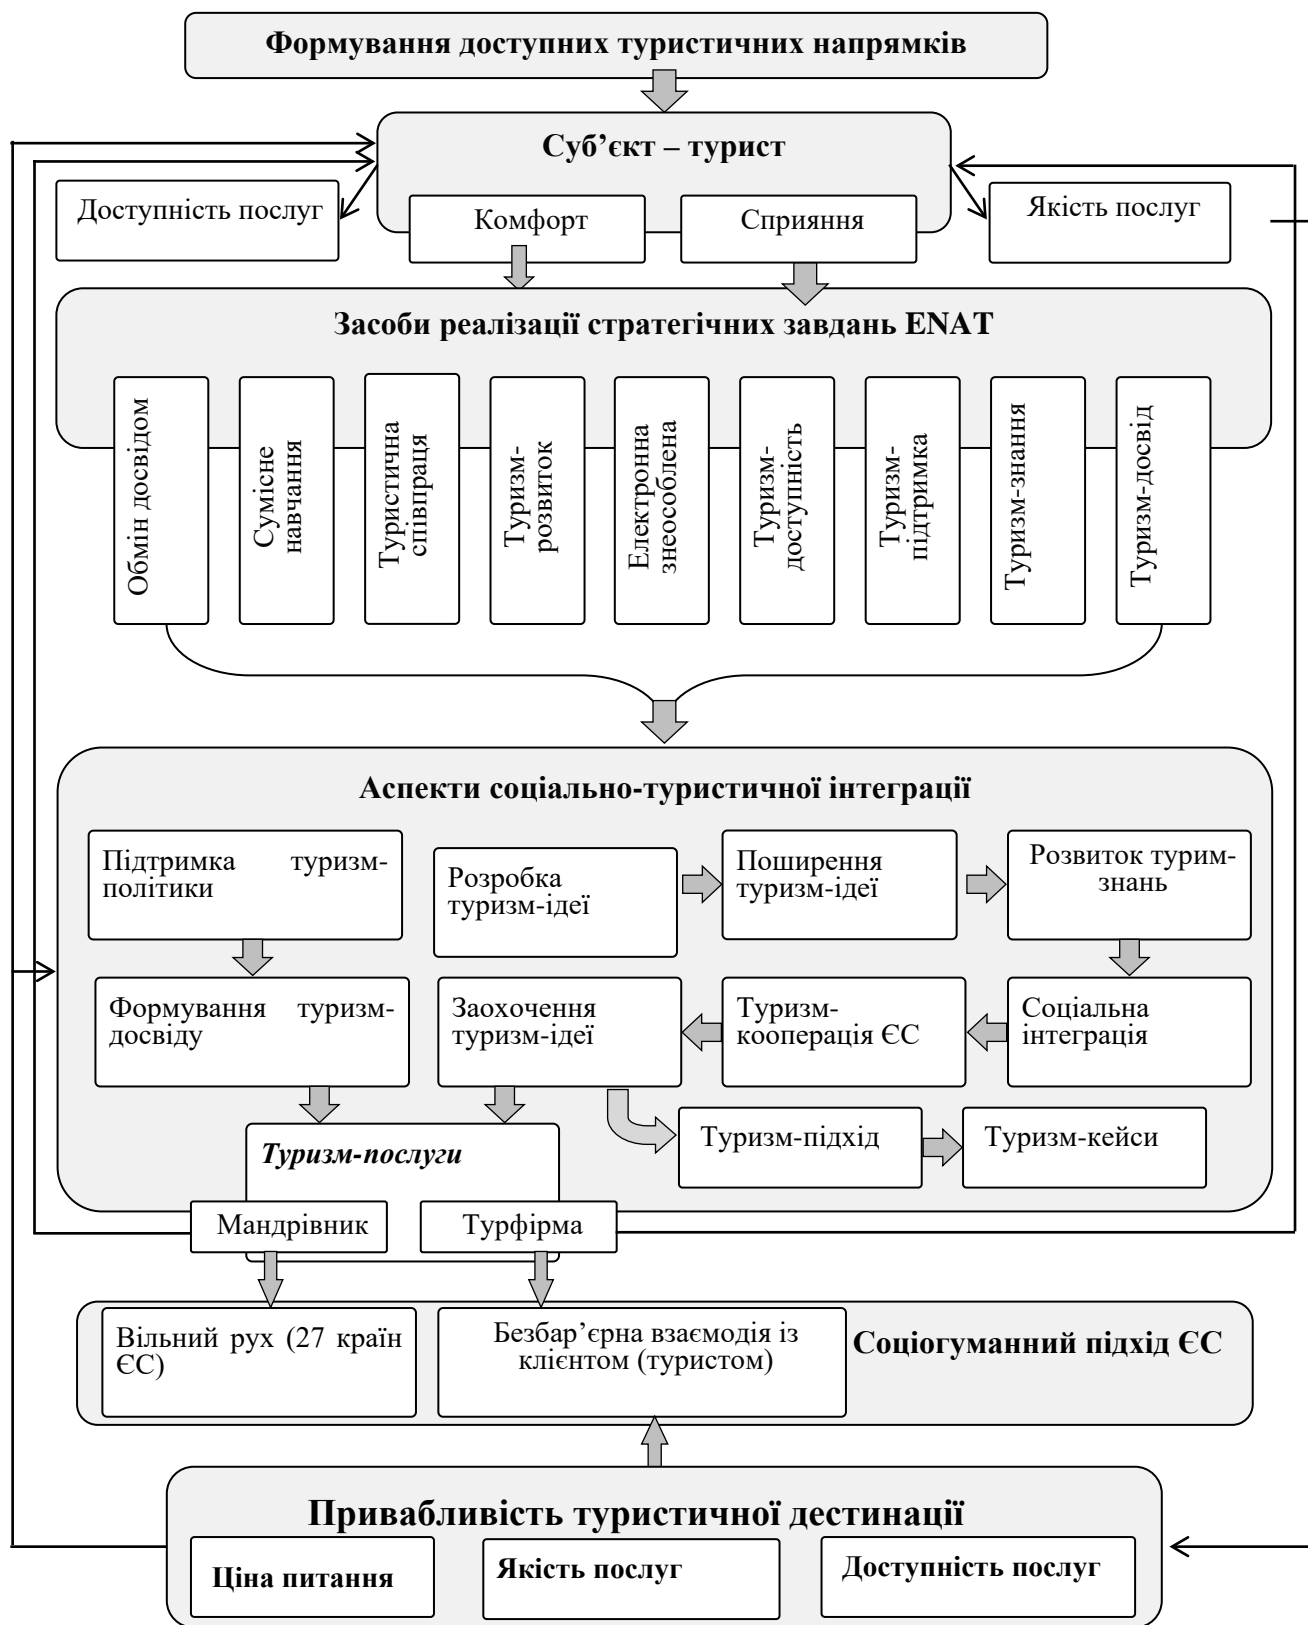 Формування доступних туристичних напрямків
Суб’єкт – турист
Доступність послуг
Комфорт
Сприяння
Якість послуг
Засоби реалізації стратегічних завдань ENAT
Обмін досвідом
Сумісне
навчання
Туристична
співпраця
Туризм-
розвиток
Електронна
знеособлена
Туризм-
доступність
Туризм-
підтримка
Туризм-знання
Туризм-досвід
Аспекти соціально-туристичної інтеграції
Підтримка туризм-
політики
Розробка
туризм-ідеї
Поширення
туризм-ідеї
Розвиток турим-
знань
Формування туризм-
досвіду
Заохочення
туризм-ідеї
Туризм-
кооперація ЄС
Соціальна
інтеграція
Туризм-послуги
Туризм-підхід
Туризм-кейси
Мандрівник
Турфірма
Вільний рух (27 країн
ЄС)
Безбар’єрна взаємодія із
клієнтом (туристом)
Соціогуманний підхід ЄС
Привабливість туристичної дестинації
Ціна питання
Якість послуг
Доступність послуг